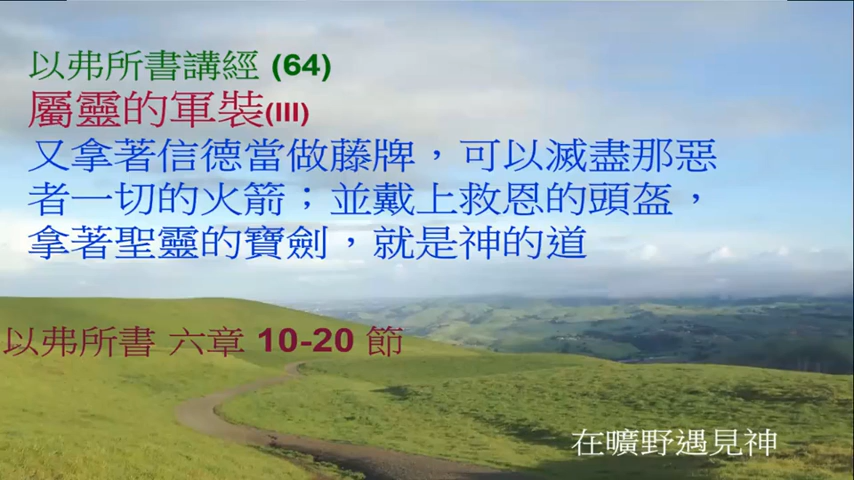 以弗所書講經 (64)
屬靈的軍裝(III)
又拿著信德當做藤牌，可以滅盡那惡
者一切的火箭；並戴上救恩的頭盔，
拿著聖靈的寶劍，就是神的道
以弗所書 六章 10-20 節
在曠野遇見神